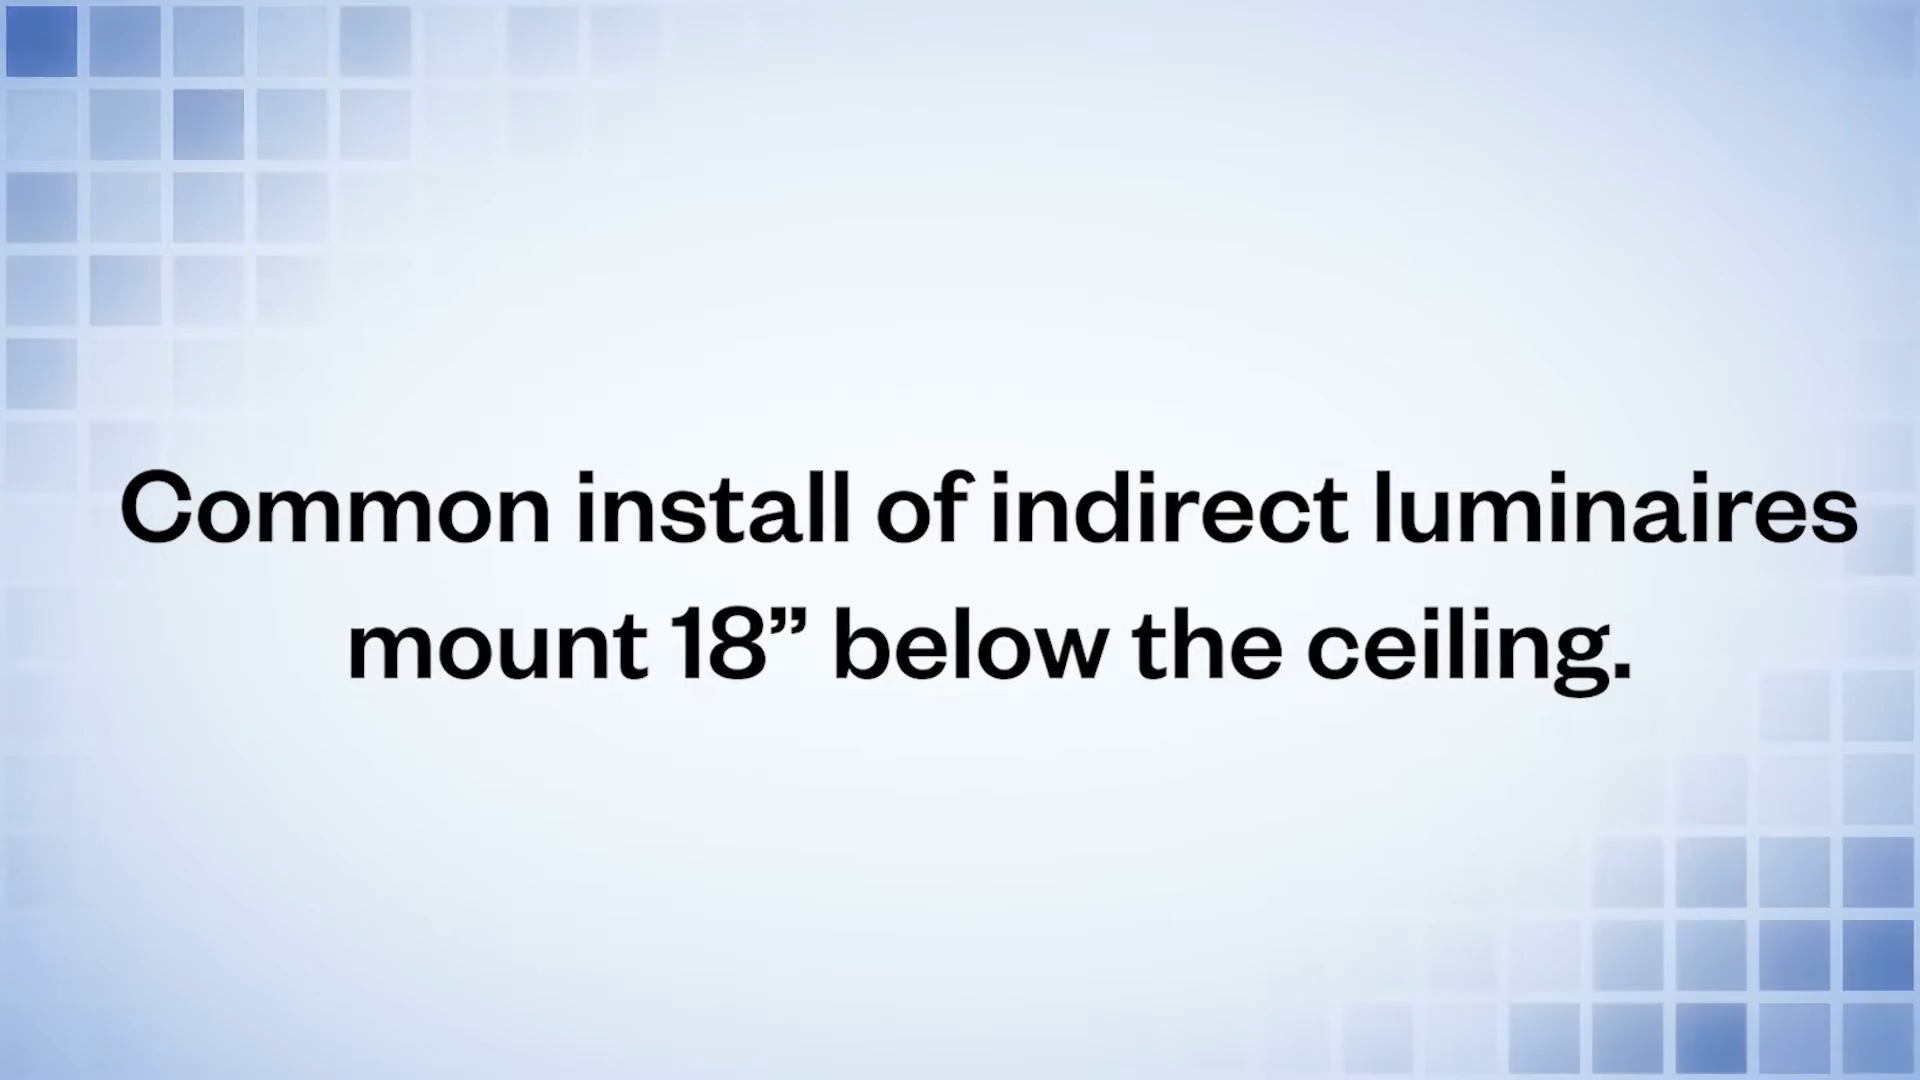 Common install of indirect luminaires
mount 18” below the ceiling.